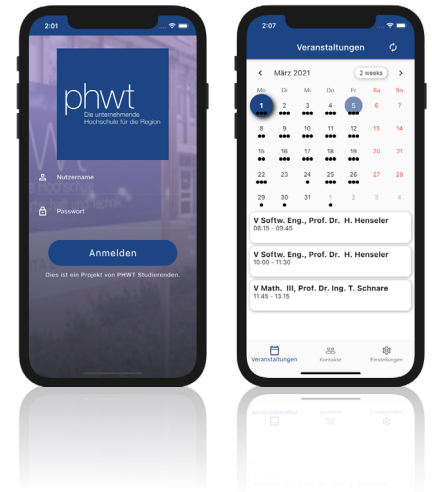 2:01
phwt
Die unternehmende
Hochschule für die Region
Nutzername
Passwort
Anmelden
Dies ist ein Projekt von PHWT Studierenden.
2:07
Veranstaltungen
März 2021
2 weeks
Mo Di Mi Do Fr Sa So
1 2 3 4 5 6 7
8 9 10 11 12 13 14
15 16 17 18 19 20 21
22 23 24 25 26 27 28
29 30 31 1 2 3 4
V Softw. Eng., Prof. Dr. H. Henseler
08:15 - 09:45
V Softw. Eng., Prof. Dr. H. Henseler
10:00 - 11:30
V Math. III, Prof. Dr. Ing. T. Schnare
11:45 - 13:15
Veranstaltungen Kontakte Einstellungen